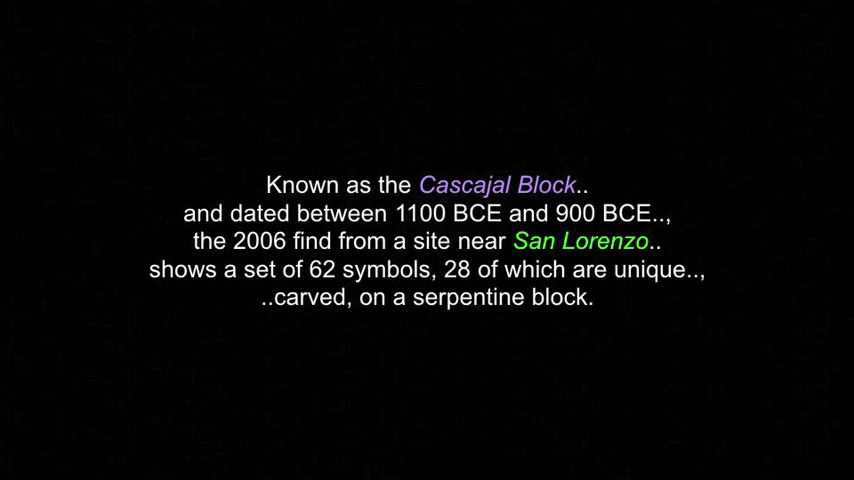 Known as the Cascajal Block..
and dated between 1100 BCE and 900 BCE..,
the 2006 find from a site near San Lorenzo..
shows a set of 62 symbols, 28 of which are unique..,
..carved, on a serpentine block.